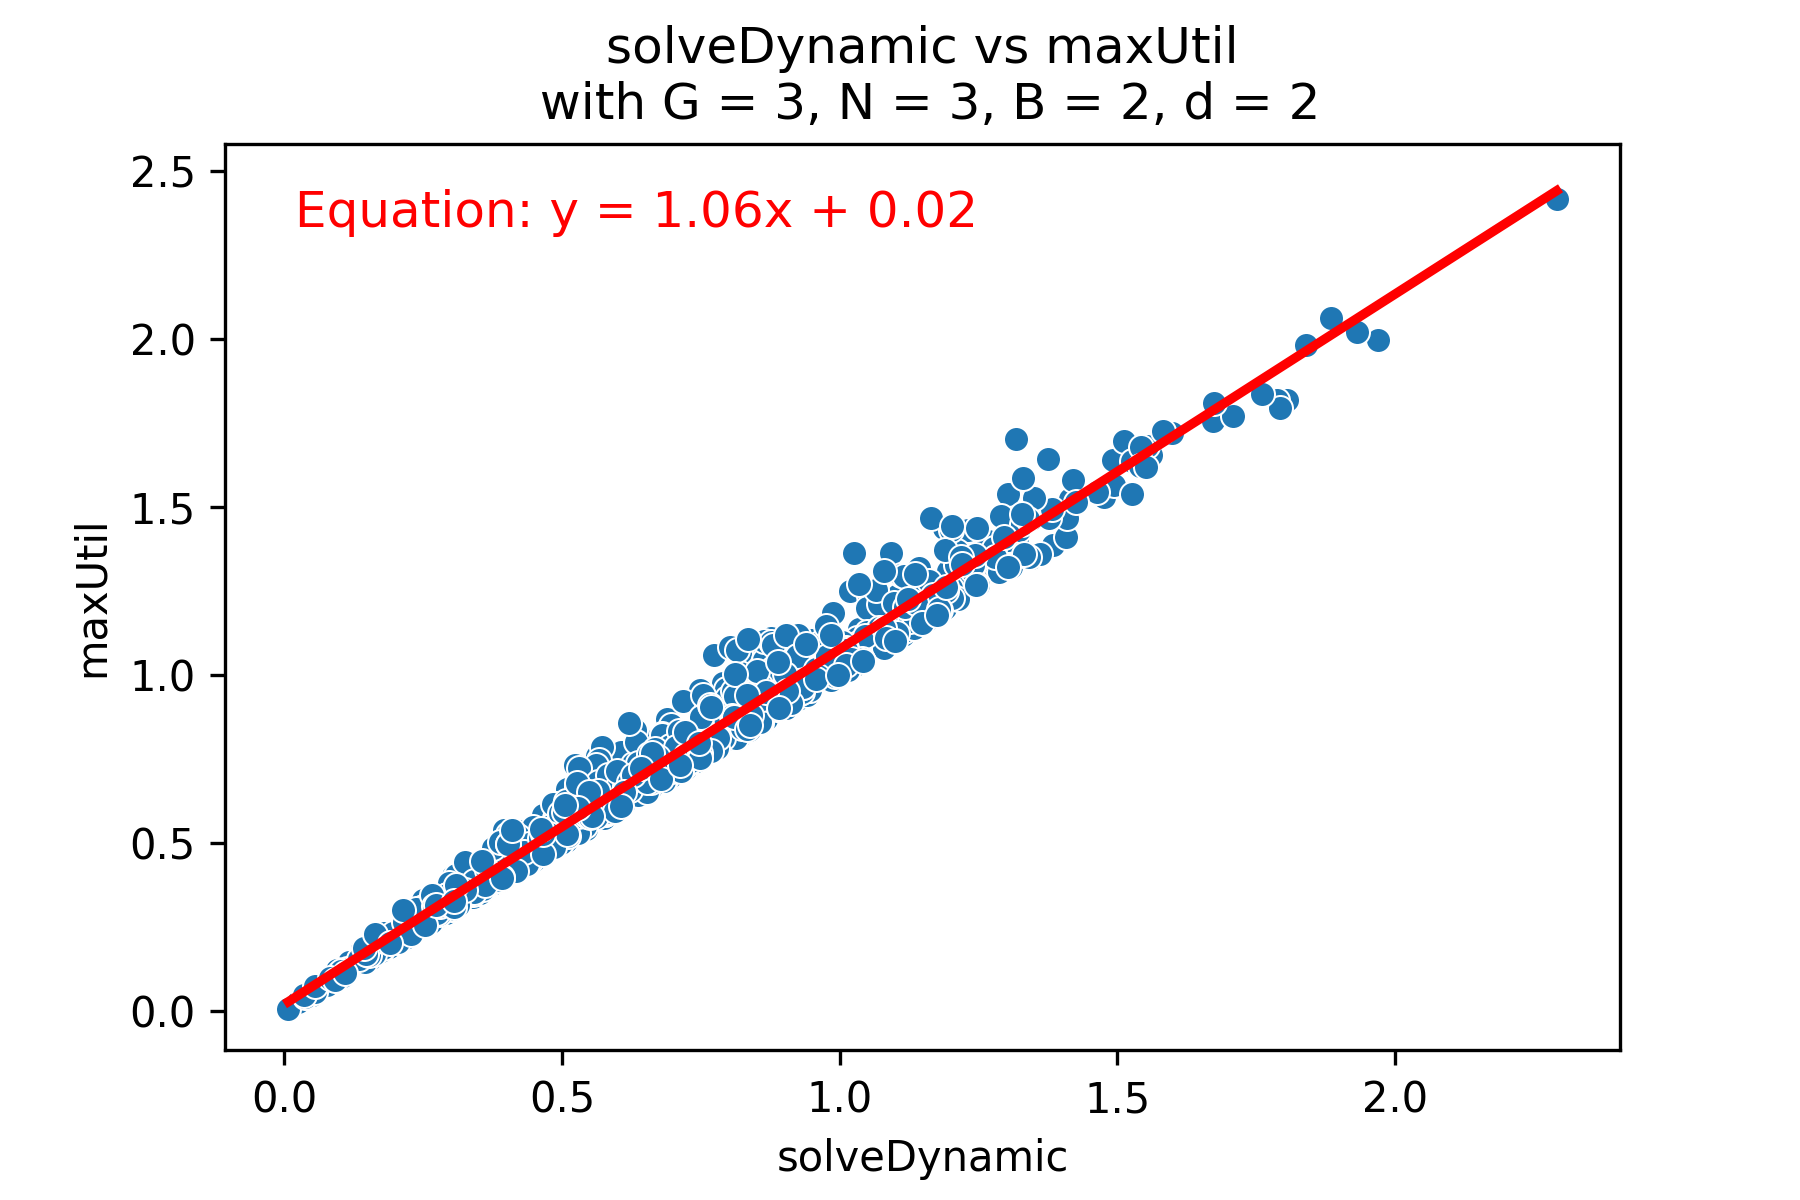 solveDynamic vs maxUtil
with G = 3, N = 3, B = 2, d = 2
Equation: y = 1.06x + 0.02
2.5
2.0
1.5
1.0
0.5
0.0
maxUtil
0.0 0.5 1.0 1.5 2.0
solveDynamic